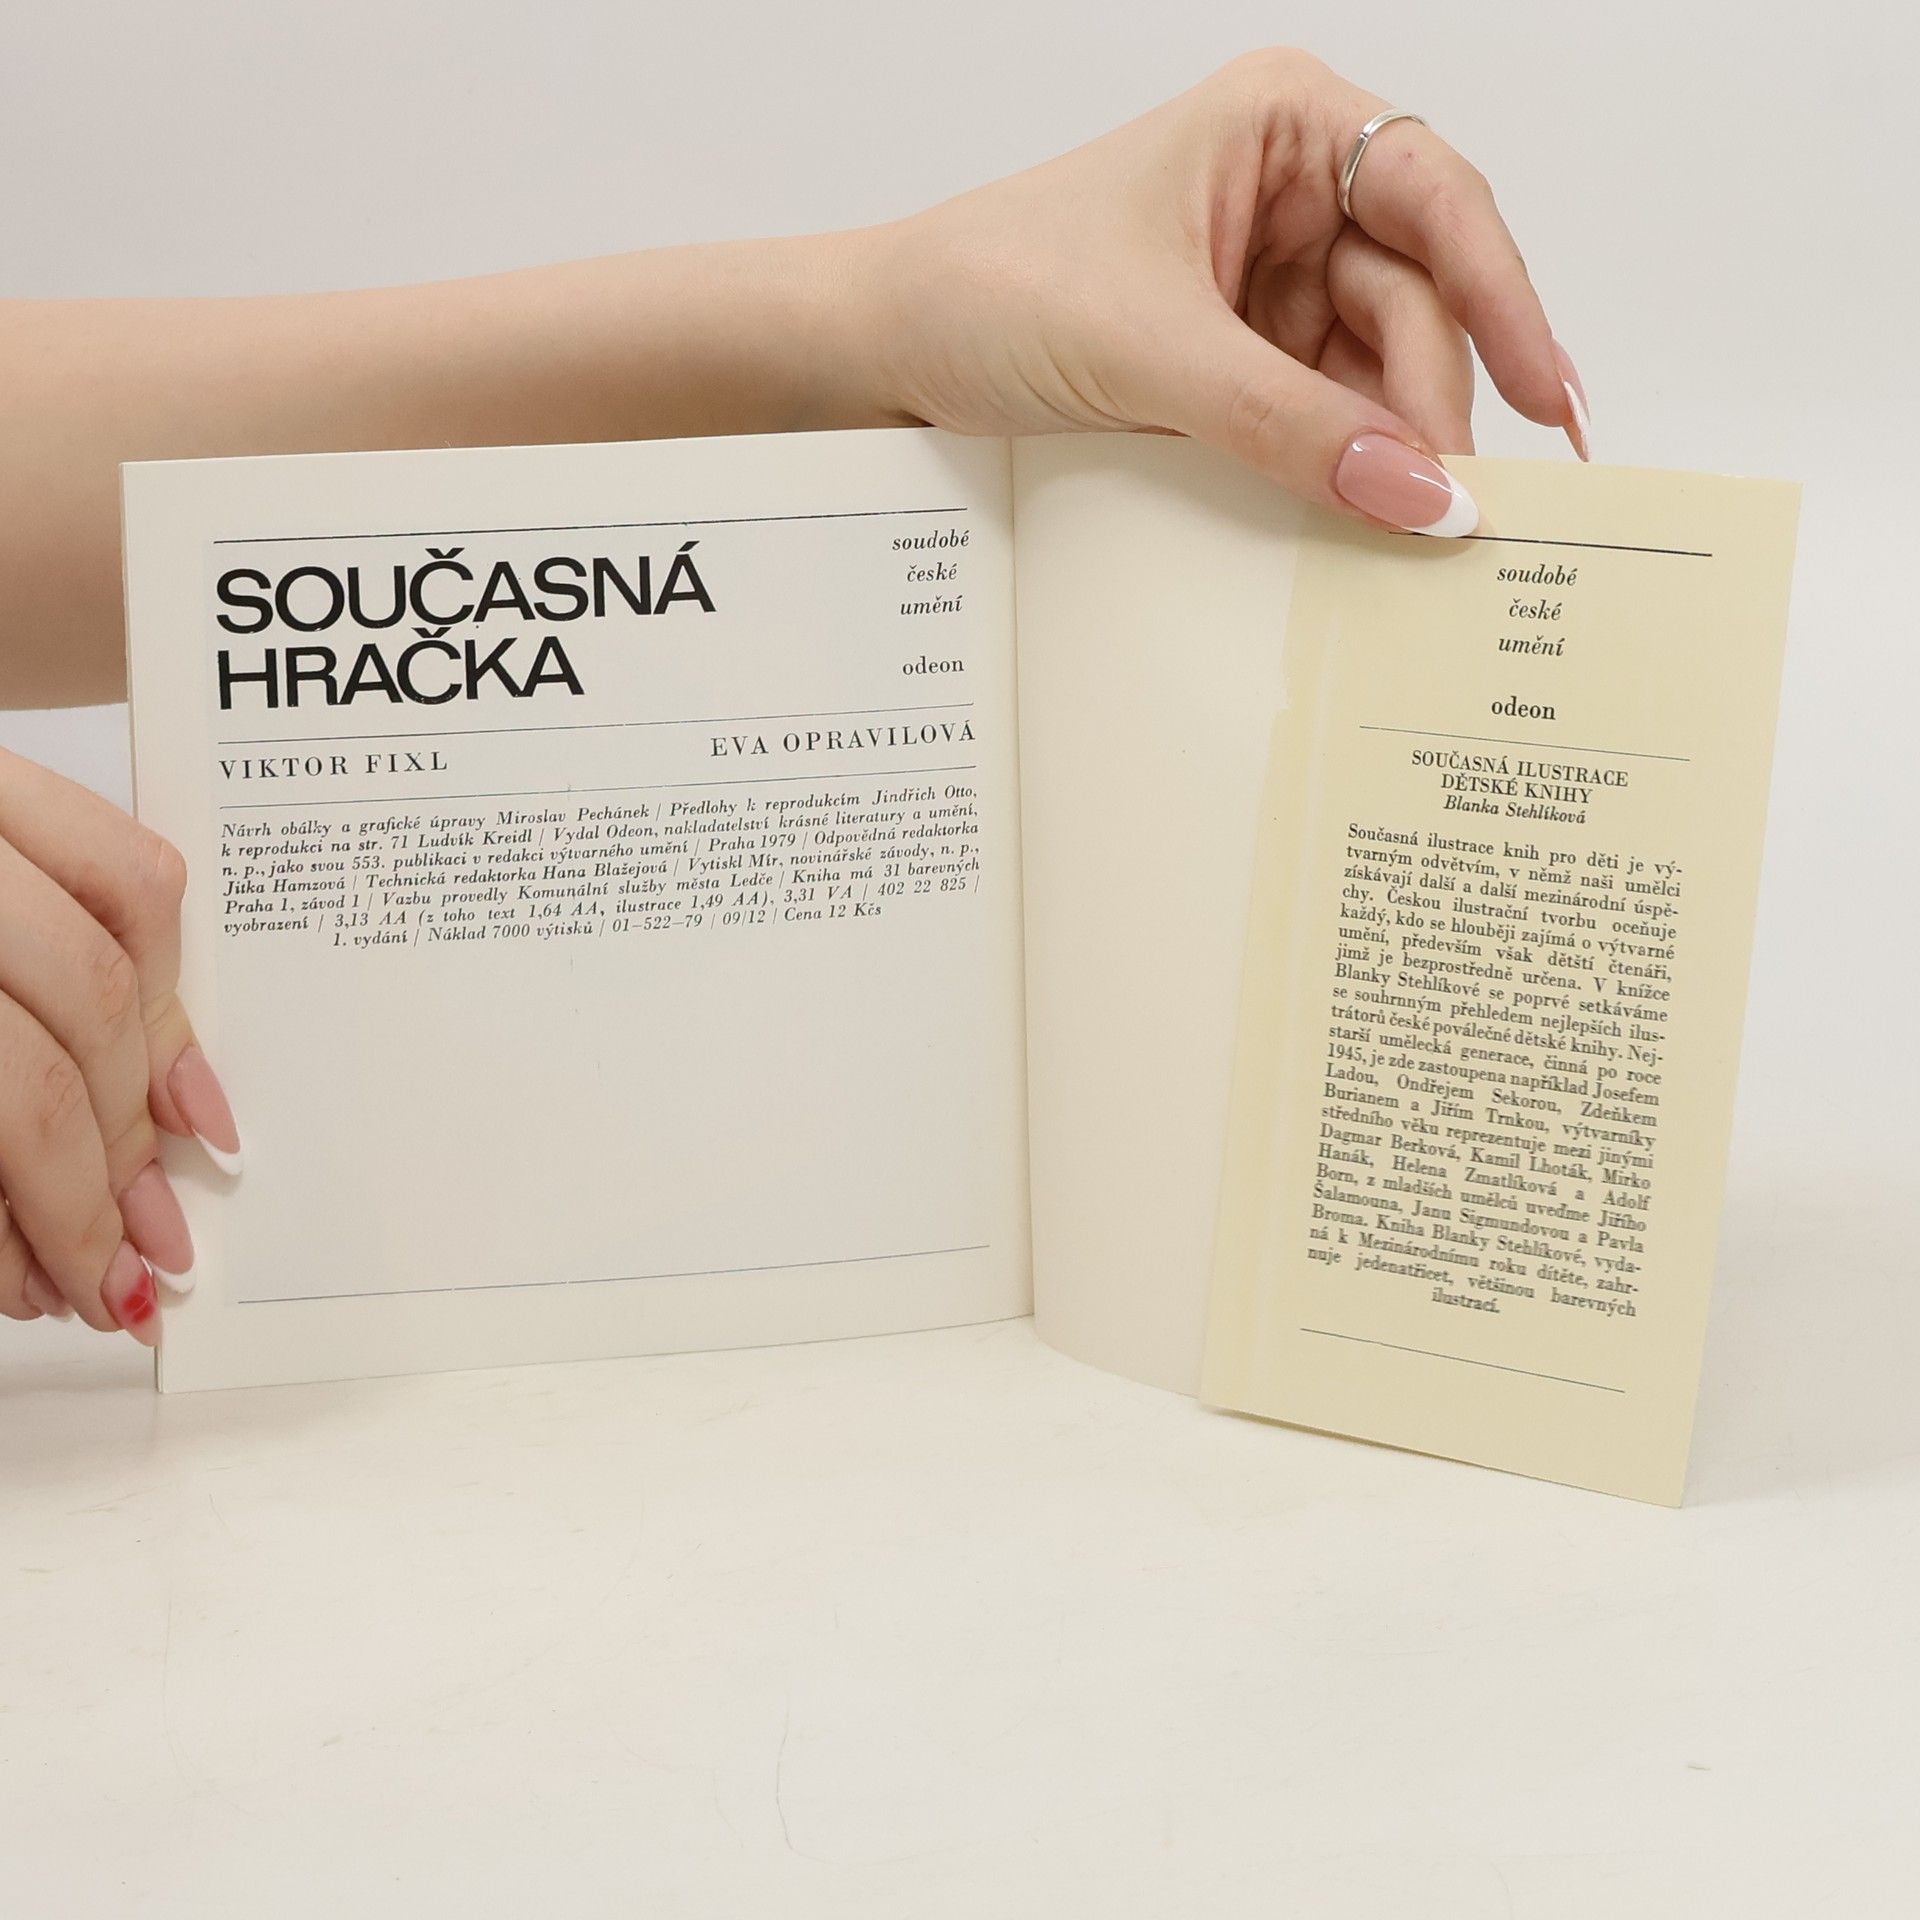 SOUČASNÁ
HRAČKA
soudobé
české
umění
odeon
VIKTOR FIXL
EVA OPRAVILOVÁ
Návrh obálky a grafické úpravy Miroslav Pechánek / Předlohy k reprodukcím Jindřich Otto,
k reprodukci na str. 71 Ludvík Kreidl / Vydal Odeon, nakladatelství krásné literatury a umění,
n. p., jako svou 553. publikaci v redakci výtvarného umění / Praha 1979 / Odpovědná redaktorka
Jitka Hamzová / Technická redaktorka Hana Blažejová / Vytiskl Mír, novinářské závody, n. p.,
Praha 1, závod 1 / Vazbu provedly Komunální služby města Ledče / Kniha má 31 barevných
vyobrazení / 3,13 AA (z toho text 1,64 AA, ilustrace 1,49 AA), 3,31 VA / 402 22 825 /
1. vydání / Náklad 7000 výtisků / 01–522–79 / 09/12 / Cena 12 Kčs
soudobé
české
umění
odeon
SOUČASNÁ ILUSTRACE
DĚTSKÉ KNIHY
Blanka Stehlíková
Současná ilustrace knih pro děti je vý-
tvarným odvětvím, v němž naši umělci
získávají další a další mezinárodní úspě-
chy. Českou ilustrační tvorbu oceňuje
každý, kdo se hlouběji zajímá o výtvarné
umění, především však dětští čtenáři,
jimž je bezprostředně určena. V knížce
Blanky Stehlíkové se poprvé setkáváme
se souhrnným přehledem nejlepších ilus-
trátorů české poválečné dětské knihy. Nej-
starší umělecká generace, činná po roce
1945, je zde zastoupena například Josefem
Ladou, Ondřejem Sekorou, Zdeňkem
Burianem a Jiřím Trnkou, výtvarníky
středního věku reprezentuje mezi jinými
Dagmar Berková, Kamil Lhoták, Mirko
Hanák, Helena Zmatlíková a Adolf
Born, z mladších umělců uveďme Jiřího
Šalamouna, Janu Sigmundovou a Pavla
Broma. Kniha Blanky Stehlíkové, vyda-
ná k Mezinárodnímu roku dítěte, zahr-
nuje jedenatřicet, většinou barevných
ilustrací.